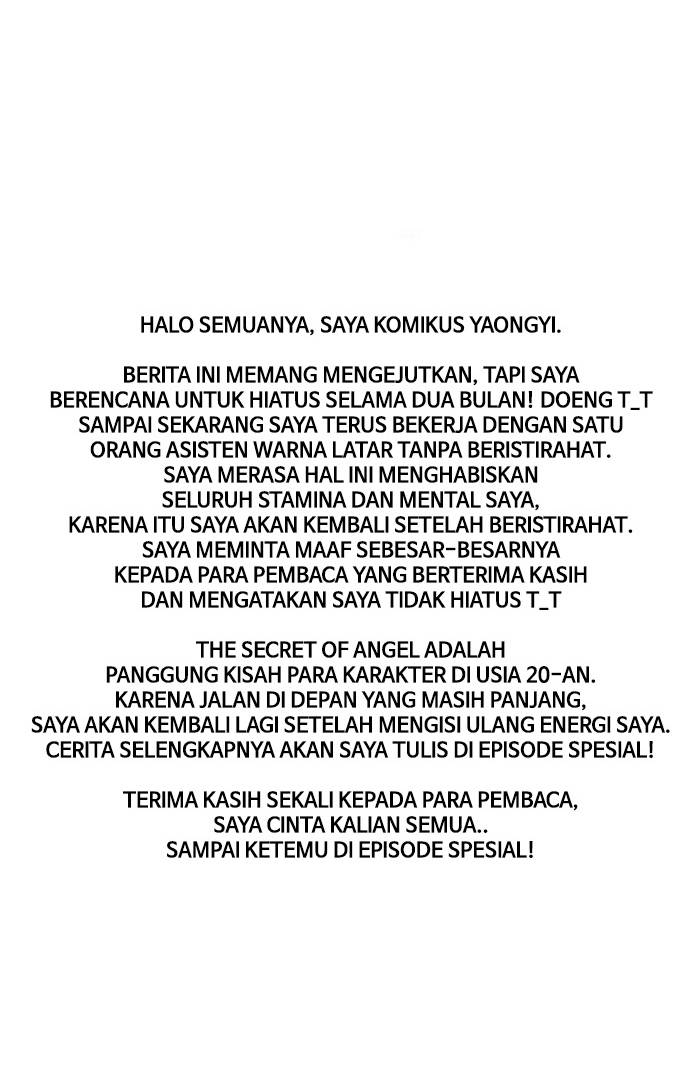 HALO SEMUANYA, SAYA KOMIKUS YAONGYI.
BERITA INI MEMANG MENGEJUTKAN, TAPI SAYA
BERENCANA UNTUK HIATUS SELAMA DUA BULAN! DOENG T_T
SAMPAI SEKARANG SAYA TERUS BEKERJA DENGAN SATU
ORANG ASISTEN WARNA LATAR TANPA BERISTIRAHAT.
SAYA MERASA HAL INI MENGHABISKAN
SELURUH STAMINA DAN MENTAL SAYA,
KARENA ITU SAYA AKAN KEMBALI SETELAH BERISTIRAHAT.
SAYA MEMINTA MAAF SEBESAR-BESARNYA
KEPADA PARA PEMBACA YANG BERTERIMA KASIH
DAN MENGATAKAN SAYA TIDAK HIATUS T_T
THE SECRET OF ANGEL ADALAH
PANGGUNG KISAH PARA KARAKTER DI USIA 20-AN.
KARENA JALAN DI DEPAN YANG MASIH PANJANG,
SAYA AKAN KEMBALI LAGI SETELAH MENGISI ULANG ENERGI SAYA.
CERITA SELENGKAPNYA AKAN SAYA TULIS DI EPISODE SPESIAL!
TERIMA KASIH SEKALI KEPADA PARA PEMBACA,
SAYA CINTA KALIAN SEMUA..
SAMPAI KETEMU DI EPISODE SPESIAL!